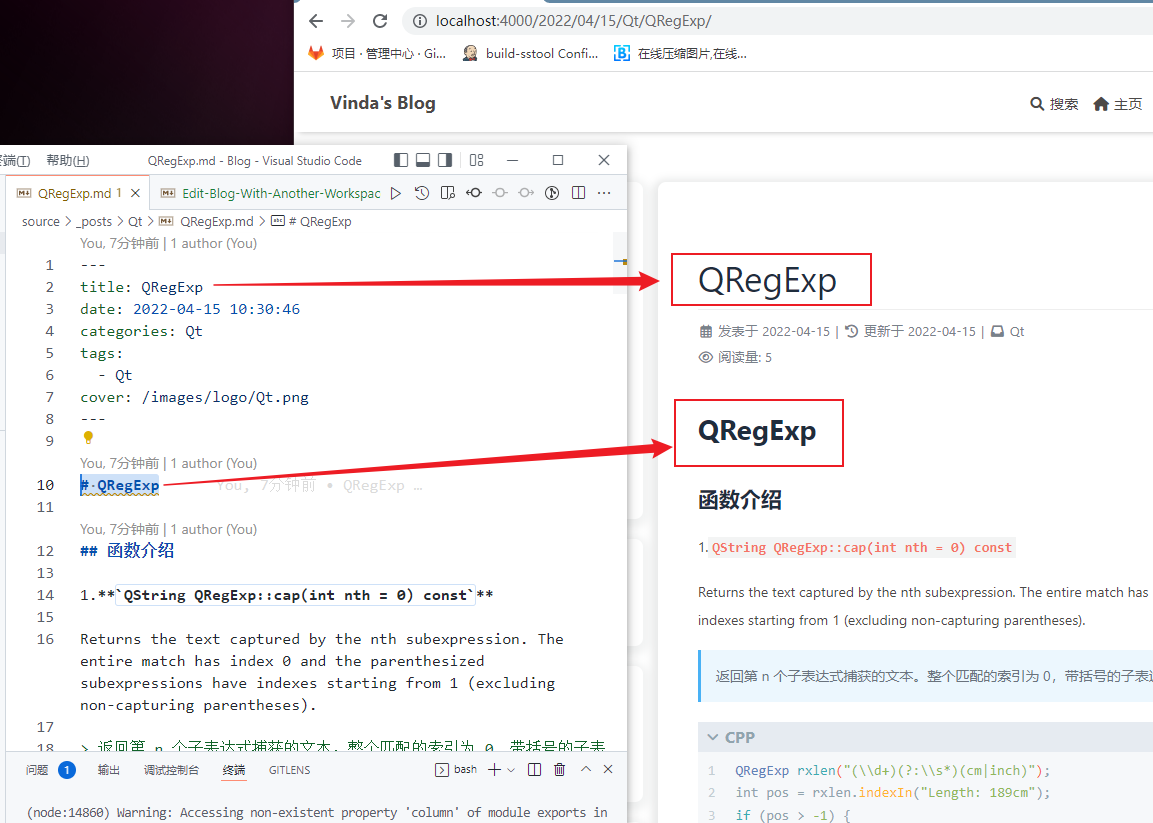 localhost:4000/2022/04/15/Qt/QRegExp/
项目 · 管理中心 · Gi... build-sstool Confi... 在线压缩图片,在线...
Vinda's Blog 搜索 主页
终端(T) 帮助(H) QRegExp.md - Blog - Visual Studio Code
QRegExp.md 1 Edit-Blog-With-Another-Workspac
source > _posts > Qt > QRegExp.md > # QRegExp
You, 7分钟前 | 1 author (You)
1 ---
2 title: QRegExp
3 date: 2022-04-15 10:30:46
4 categories: Qt
5 tags:
6 - Qt
7 cover: /images/logo/Qt.png
8 ---
9
You, 7分钟前 | 1 author (You)
10 # QRegExp You, 7分钟前 • QRegExp …
11
You, 7分钟前 | 1 author (You)
12 ## 函数介绍
13
14 1.**`QString QRegExp::cap(int nth = 0) const`**
15
16 Returns the text captured by the nth subexpression. The
entire match has index 0 and the parenthesized
subexpressions have indexes starting from 1 (excluding
non-capturing parentheses).
17
18 > 返回第 n 个子表达式捕获的文本。整个匹配的索引为 0，带括号的子表
问题 1 输出 调试控制台 终端 GITLENS bash
(node:14860) Warning: Accessing non-existent property 'column' of module exports in
QRegExp
发表于 2022-04-15 | 更新于 2022-04-15 | Qt
阅读量: 5
QRegExp
函数介绍
1. QString QRegExp::cap(int nth = 0) const
Returns the text captured by the nth subexpression. The entire match has
indexes starting from 1 (excluding non-capturing parentheses).
返回第 n 个子表达式捕获的文本。整个匹配的索引为 0，带括号的子表达
CPP
1 QRegExp rxlen("(\\d+)(?:\\s*)(cm|inch)");
2 int pos = rxlen.indexIn("Length: 189cm");
3 if (pos > -1) {